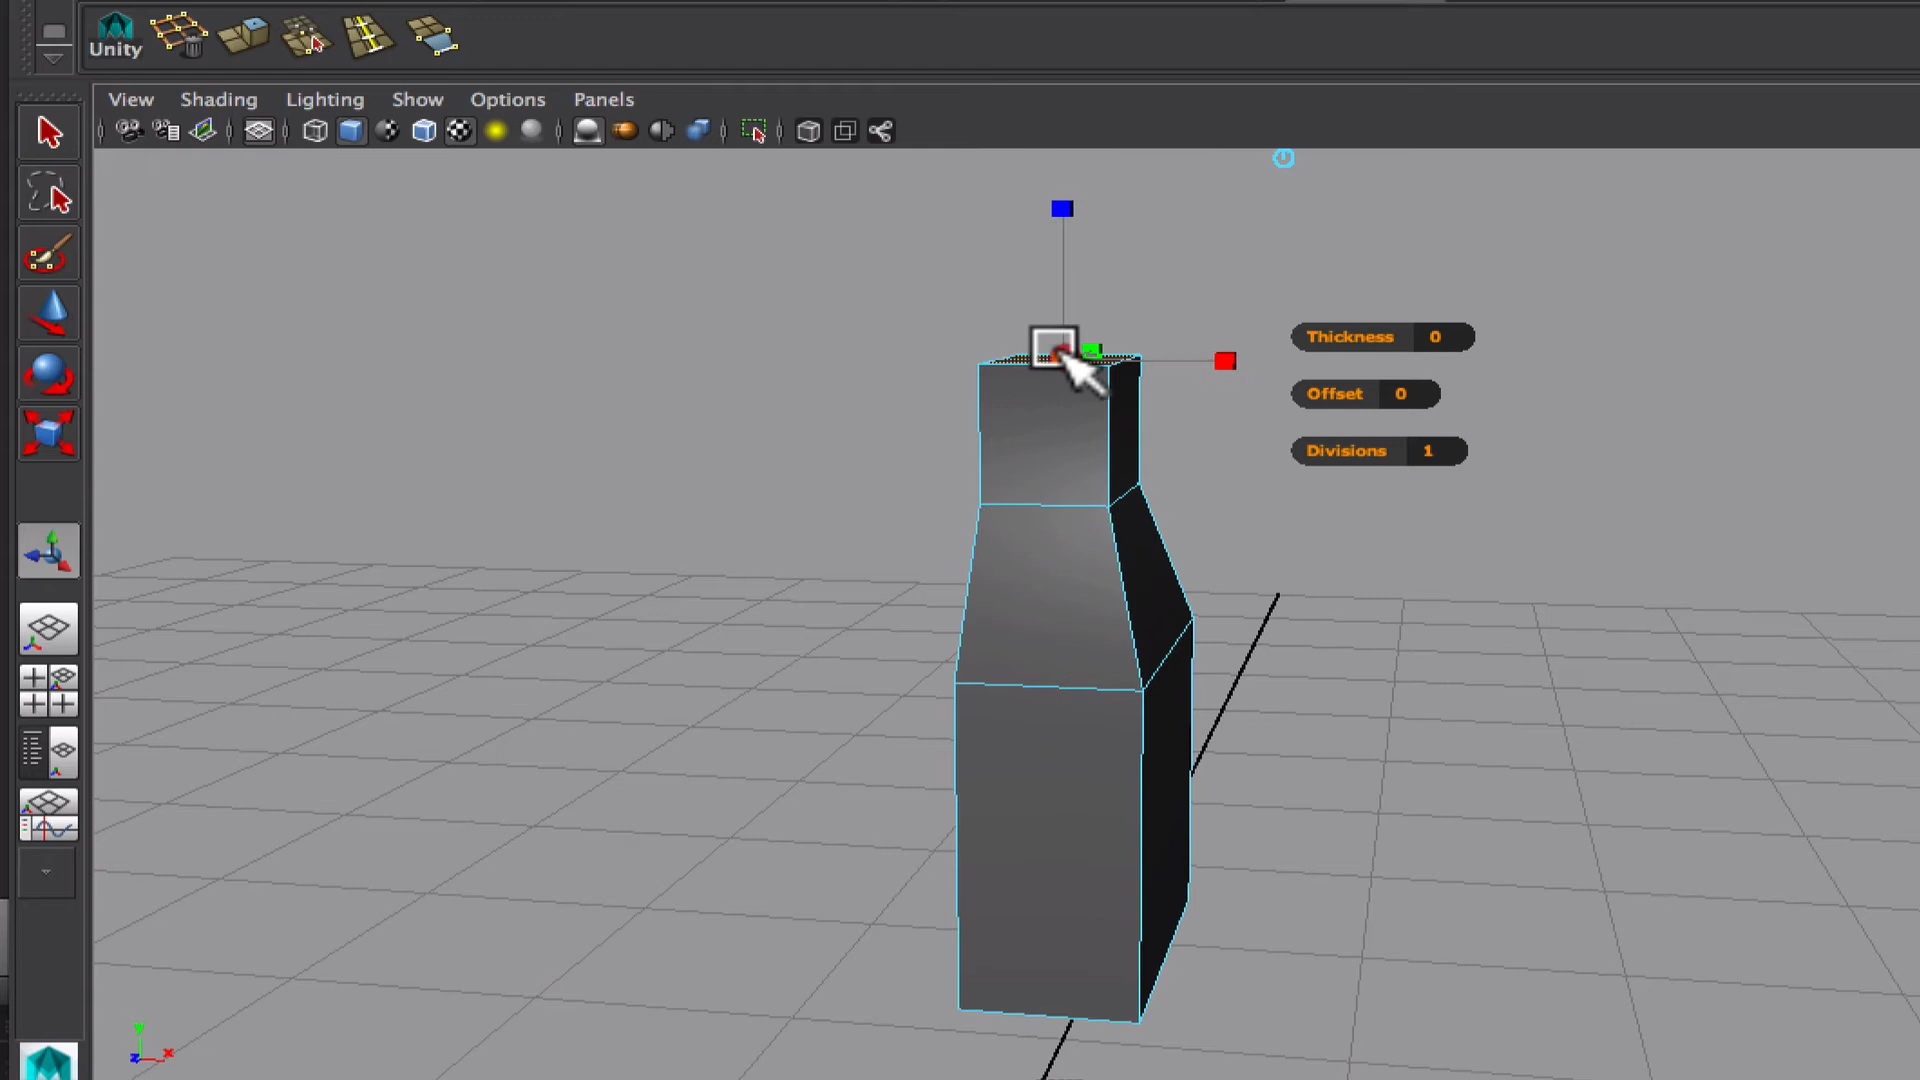 Unity
View Shading Lighting Show Options Panels
Thickness 0
Offset 0
Divisions 1
Y
Z X